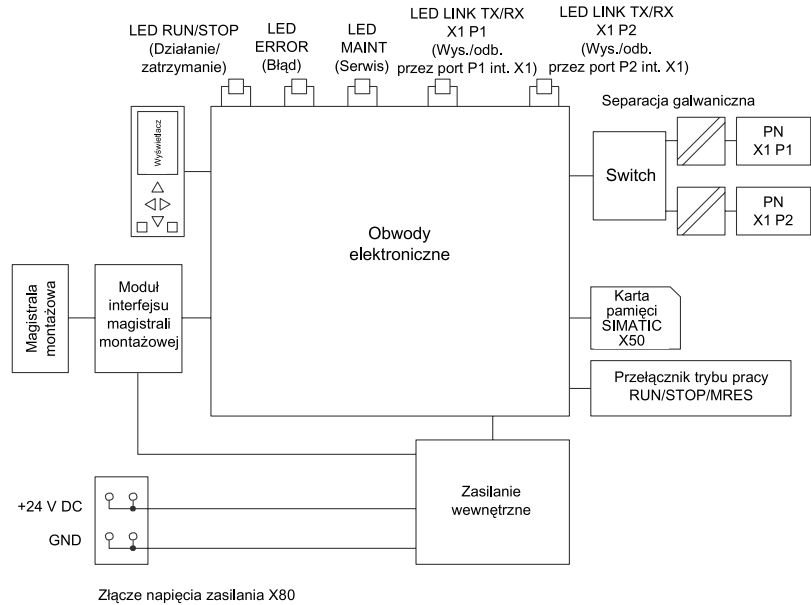 LED RUN/STOP
(Działanie/
zatrzymanie)
LED
ERROR
(Błąd)
LED
MAINT
(Serwis)
LED LINK TX/RX
X1 P1
(Wys./odb.
przez port P1 int. X1)
LED LINK TX/RX
X1 P2
(Wys./odb.
przez port P2 int. X1)
Separacja galwaniczna
Wyświetlacz
Switch
PN
X1 P1
PN
X1 P2
Obwody
elektroniczne
Magistrala
montażowa
Moduł
interfejsu
magistrali
montażowej
Karta
pamięci
SIMATIC
X50
Przełącznik trybu pracy
RUN/STOP/MRES
Zasilanie
wewnętrzne
+24 V DC
GND
Złącze napięcia zasilania X80